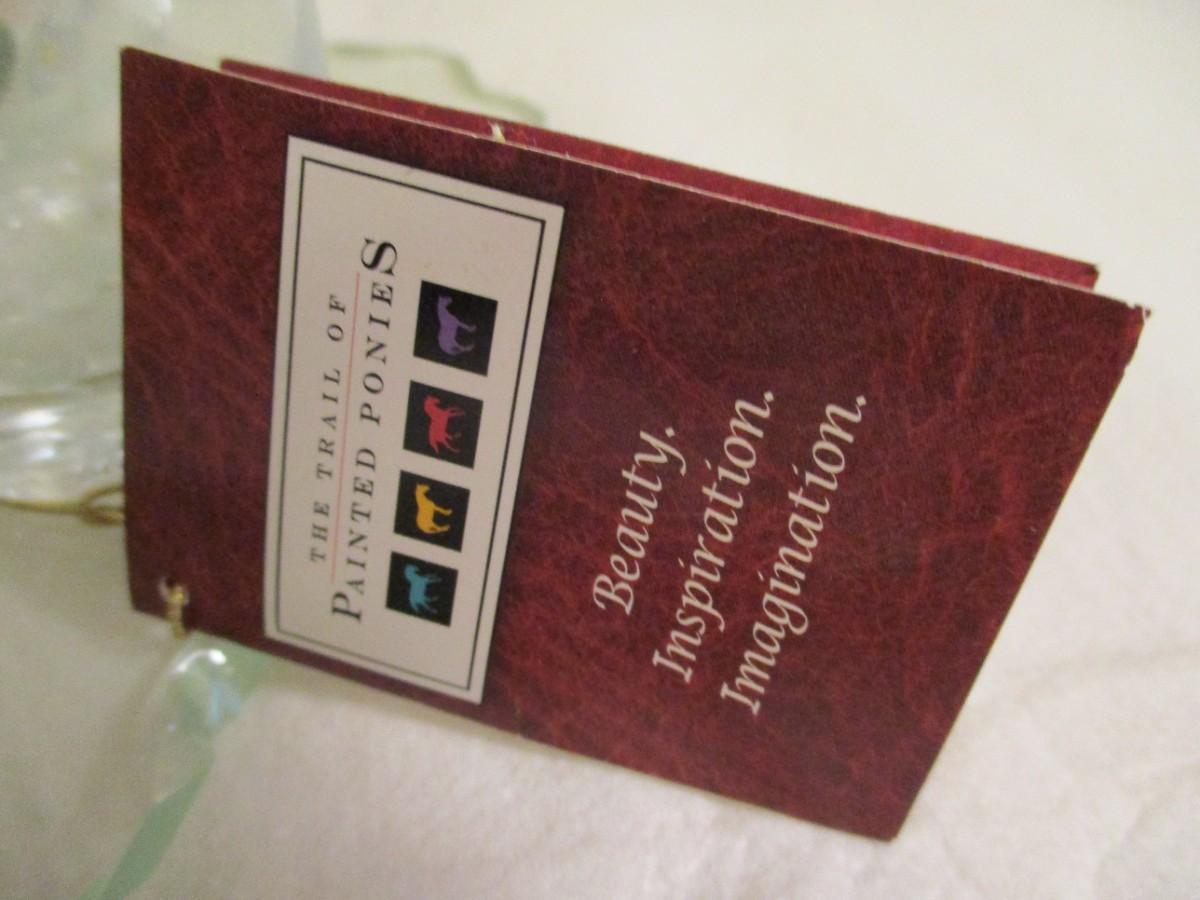 THE TRAIL OF
PAINTED PONIES
Beauty.
Inspiration.
Imagination.